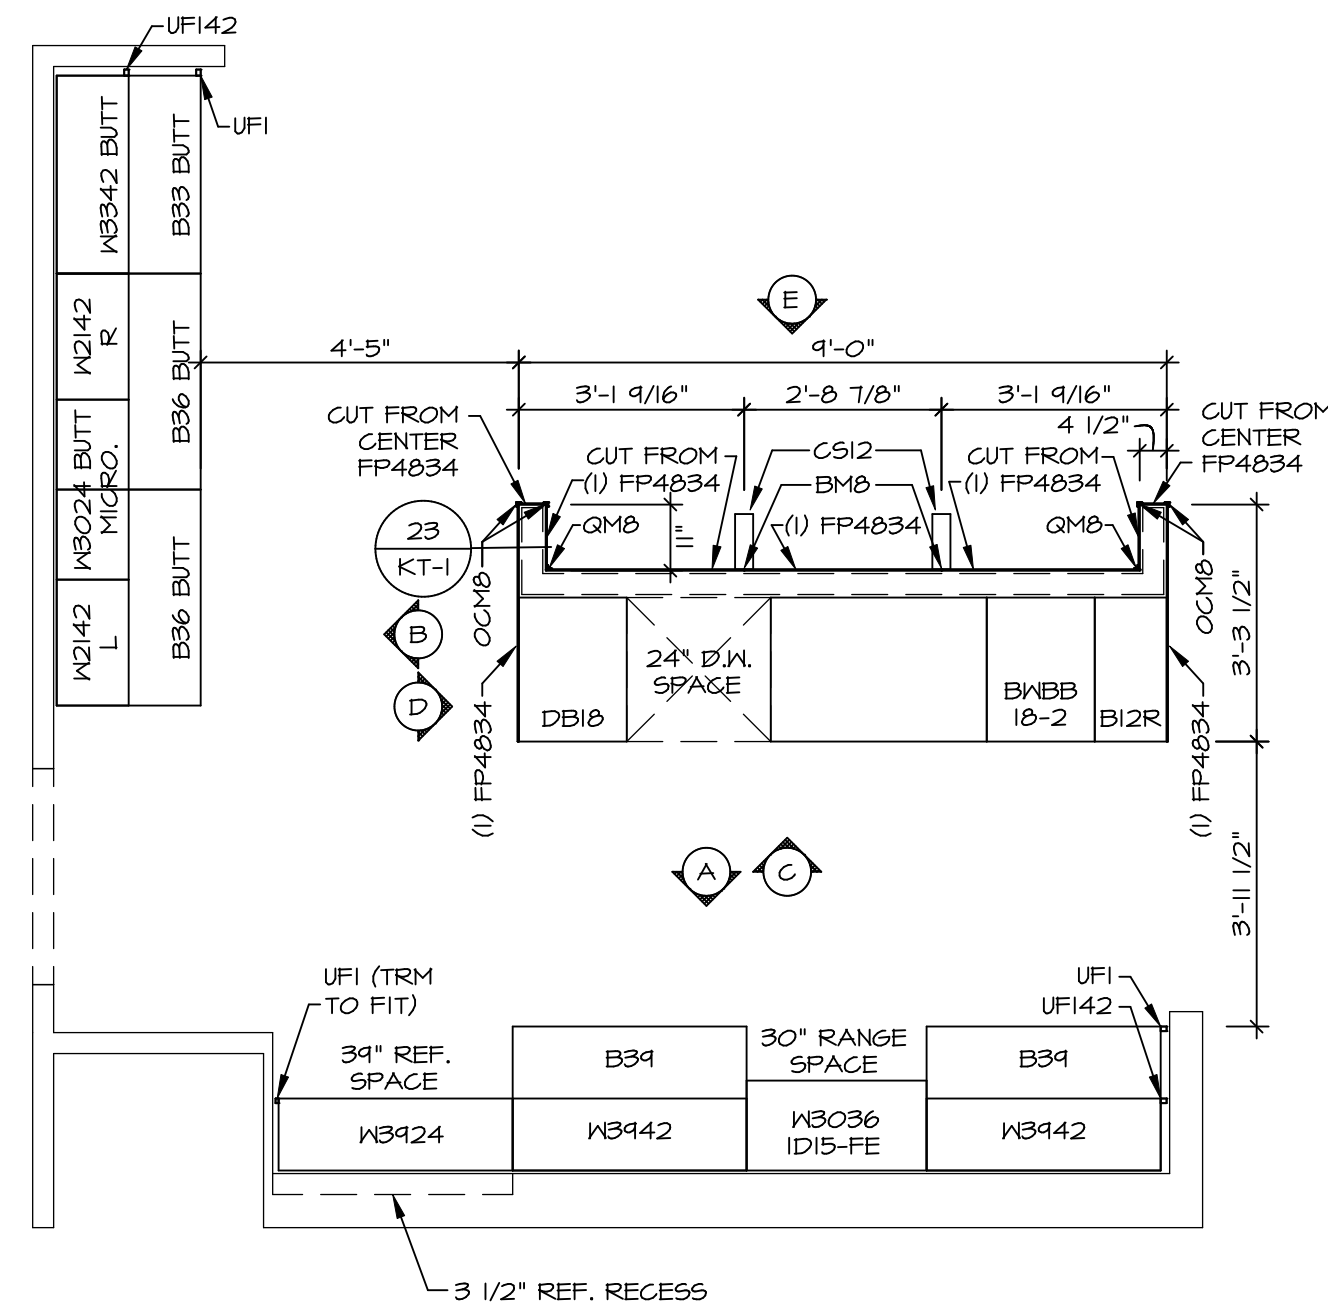 UF142
UF1
W3342 BUTT
B33 BUTT
W2142
R
B36 BUTT
W3024 BUTT
MICRO.
W2142
L
B36 BUTT
E
4'-5"
9'-0"
3'-1 9/16"
2'-8 7/8"
3'-1 9/16"
4 1/2"
CUT FROM
CENTER
FP4834
CUT FROM
(1) FP4834
CS12
BM8
(1) FP4834
CUT FROM
(1) FP4834
CUT FROM
CENTER
FP4834
QM8
11"
QM8
23
KT-1
OCM8
OCM8
B
D
24" D.W.
SPACE
DB18
BWBB
18-2
B12R
3'-3 1/2"
(1) FP4834
(1) FP4834
A
C
3'-11 1/2"
UF1 (TRM
TO FIT)
UF1
UF142
39" REF.
SPACE
B39
30" RANGE
SPACE
B39
W3924
W3942
W3036
1D15-FE
W3942
3 1/2" REF. RECESS